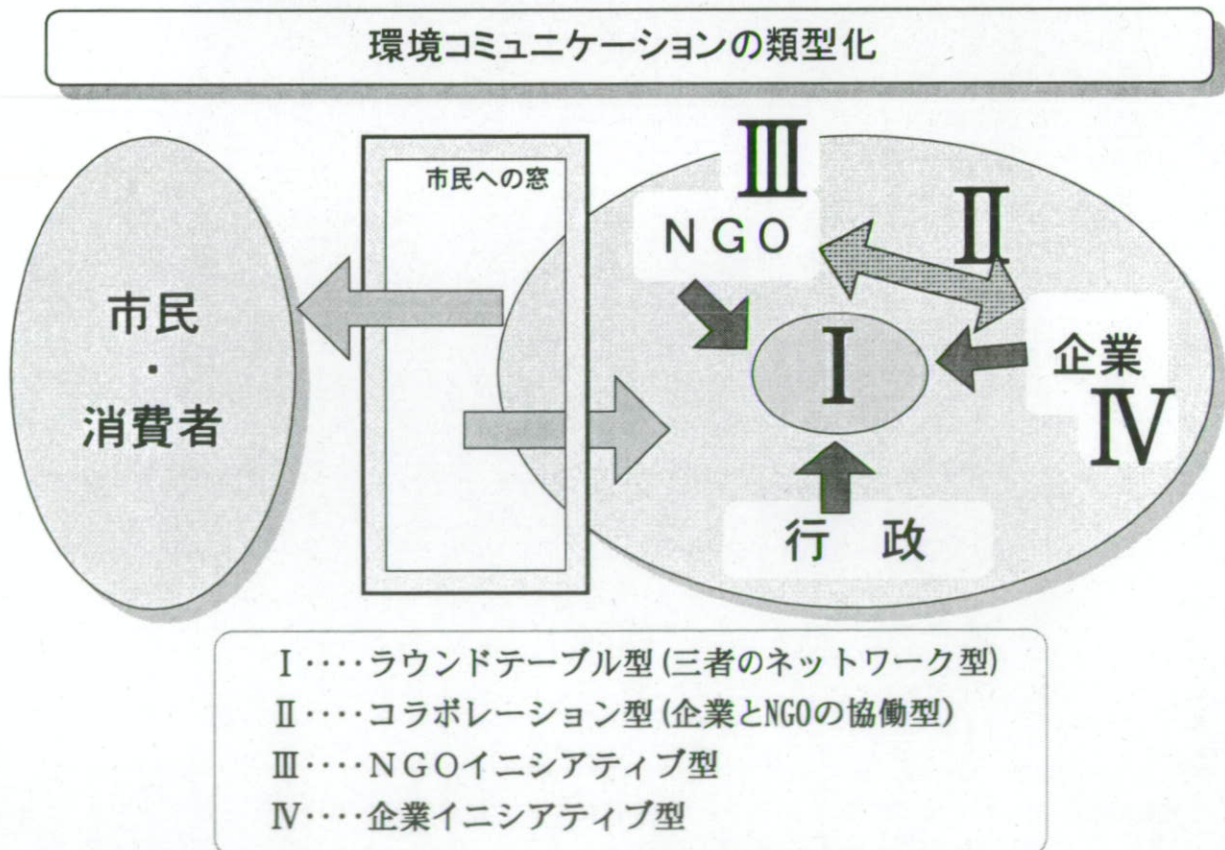 環境コミュニケーションの類型化
市民への窓
Ⅲ
NGO
Ⅱ
市民
・
消費者
Ⅰ
企業
Ⅳ
行 政
Ⅰ‥‥ラウンドテーブル型(三者のネットワーク型)
Ⅱ‥‥コラボレーション型(企業とNGOの協働型)
Ⅲ‥‥NGOイニシアティブ型
Ⅳ‥‥企業イニシアティブ型